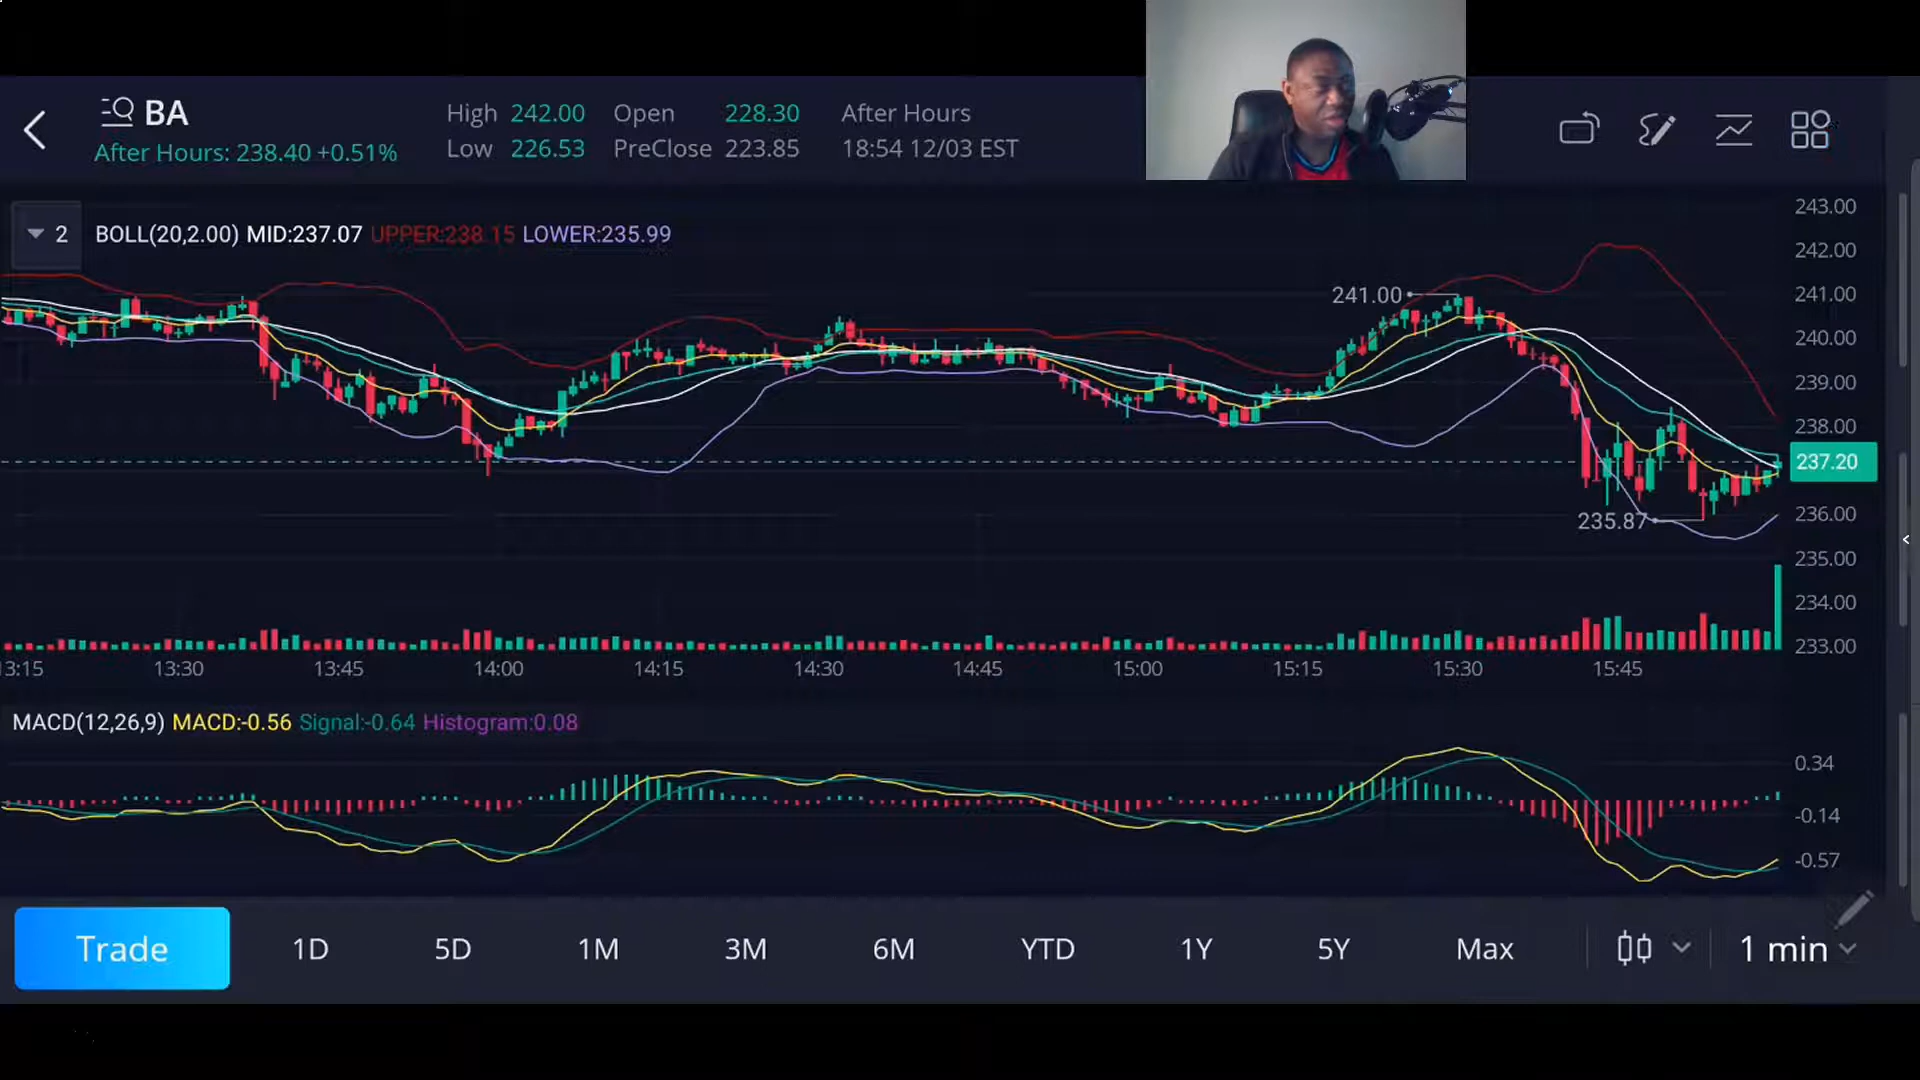 BA
High 242.00 Open 228.30 After Hours
After Hours: 238.40 +0.51%
Low 226.53 PreClose 223.85 18:54 12/03 EST
2 BOLL(20,2.00) MID:237.07 UPPER:238.15 LOWER:235.99
243.00
242.00
241.00
241.00
240.00
239.00
238.00
237.20
236.00
235.87
235.00
234.00
233.00
13:15 13:30 13:45 14:00 14:15 14:30 14:45 15:00 15:15 15:30 15:45
MACD(12,26,9) MACD:-0.56 Signal:-0.64 Histogram:0.08
0.34
-0.14
-0.57
Trade 1D 5D 1M 3M 6M YTD 1Y 5Y Max 1 min